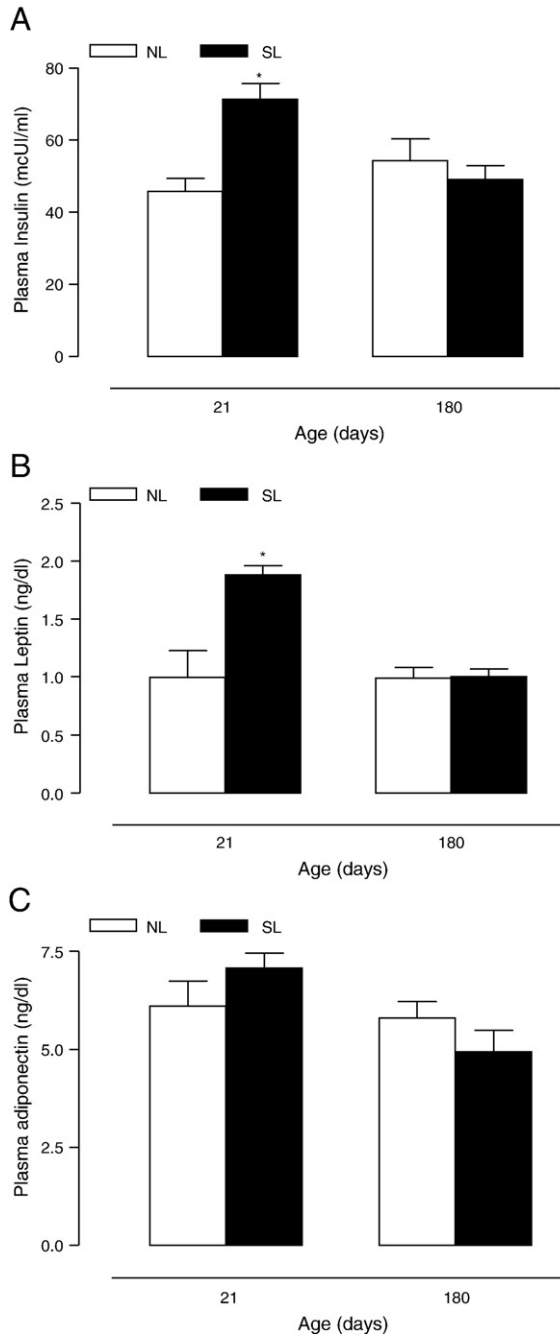 A
NL SL
80
*
60
40
20
0
Plasma Insulin (mcUI/ml)
21 180
Age (days)
B
NL SL
2.5
*
2.0
1.5
1.0
0.5
0.0
Plasma Leptin (ng/dl)
21 180
Age (days)
C
NL SL
7.5
5.0
2.5
0.0
Plasma adiponectin (ng/dl)
21 180
Age (days)